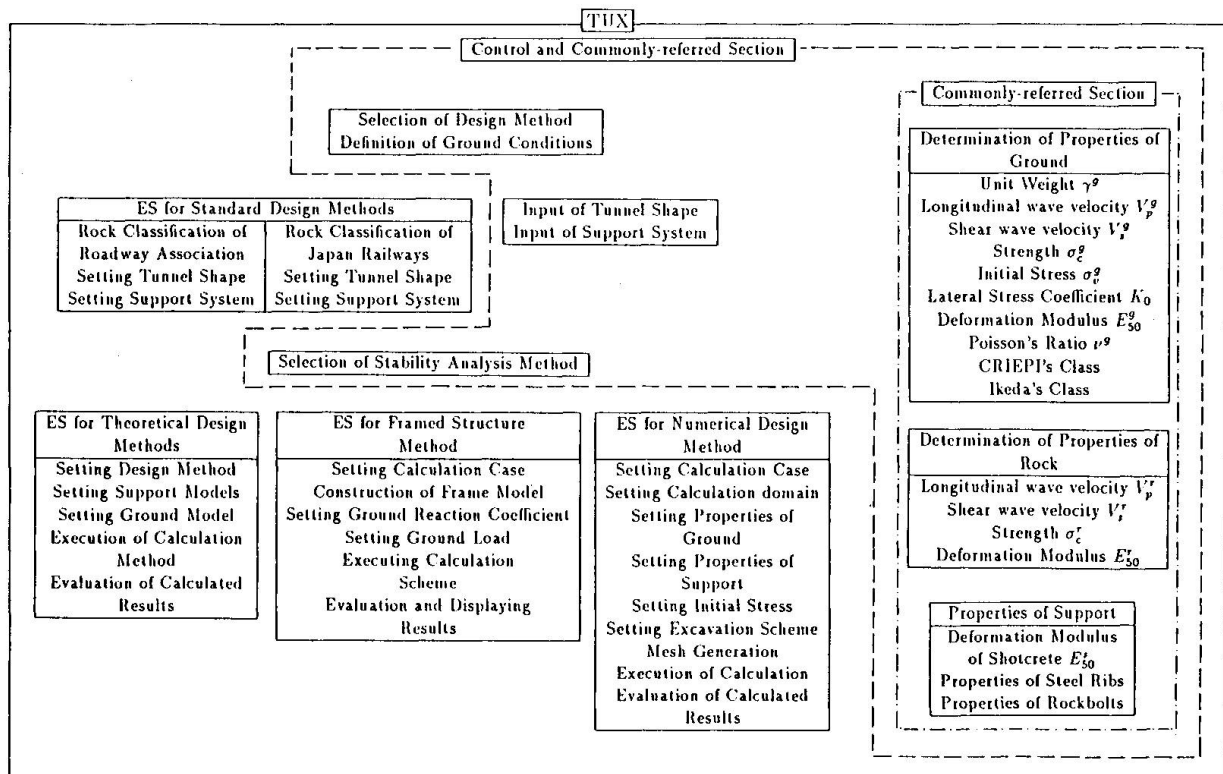 TUX
Control and Commonly-referred Section
Selection of Design Method
Definition of Ground Conditions
ES for Standard Design Methods
Rock Classification of
Roadway Association
Setting Tunnel Shape
Setting Support System
Rock Classification of
Japan Railways
Setting Tunnel Shape
Setting Support System
Input of Tunnel Shape
Input of Support System
Selection of Stability Analysis Method
ES for Theoretical Design
Methods
Setting Design Method
Setting Support Models
Setting Ground Model
Execution of Calculation
Method
Evaluation of Calculated
Results
ES for Framed Structure
Method
Setting Calculation Case
Construction of Frame Model
Setting Ground Reaction Coefficient
Setting Ground Load
Executing Calculation
Scheme
Evaluation and Displaying
Results
ES for Numerical Design
Method
Setting Calculation Case
Setting Calculation domain
Setting Properties of
Ground
Setting Properties of
Support
Setting Initial Stress
Setting Excavation Scheme
Mesh Generation
Execution of Calculation
Evaluation of Calculated
Results
Commonly-referred Section
Determination of Properties of
Ground
Unit Weight γ^g
Longitudinal wave velocity V_p^g
Shear wave velocity V_s^g
Strength σ_c^g
Initial Stress σ_v^g
Lateral Stress Coefficient K_0
Deformation Modulus E_50^g
Poisson's Ratio ν^g
CRIEPI's Class
Ikeda's Class
Determination of Properties of
Rock
Longitudinal wave velocity V_p^r
Shear wave velocity V_s^r
Strength σ_c^r
Deformation Modulus E_50^r
Properties of Support
Deformation Modulus
of Shotcrete E_50^s
Properties of Steel Ribs
Properties of Rockbolts